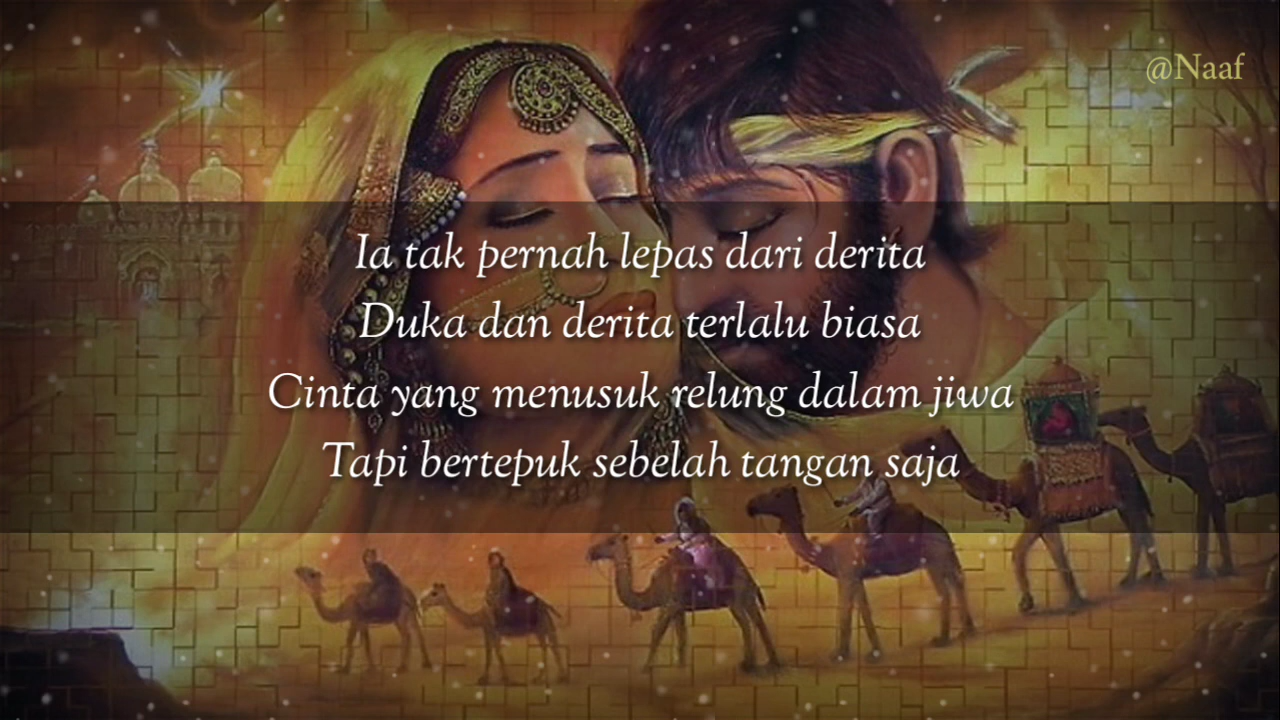 @Naaf
Ia tak pernah lepas dari derita
Duka dan derita terlalu biasa
Cinta yang menusuk relung dalam jiwa
Tapi bertepuk sebelah tangan saja